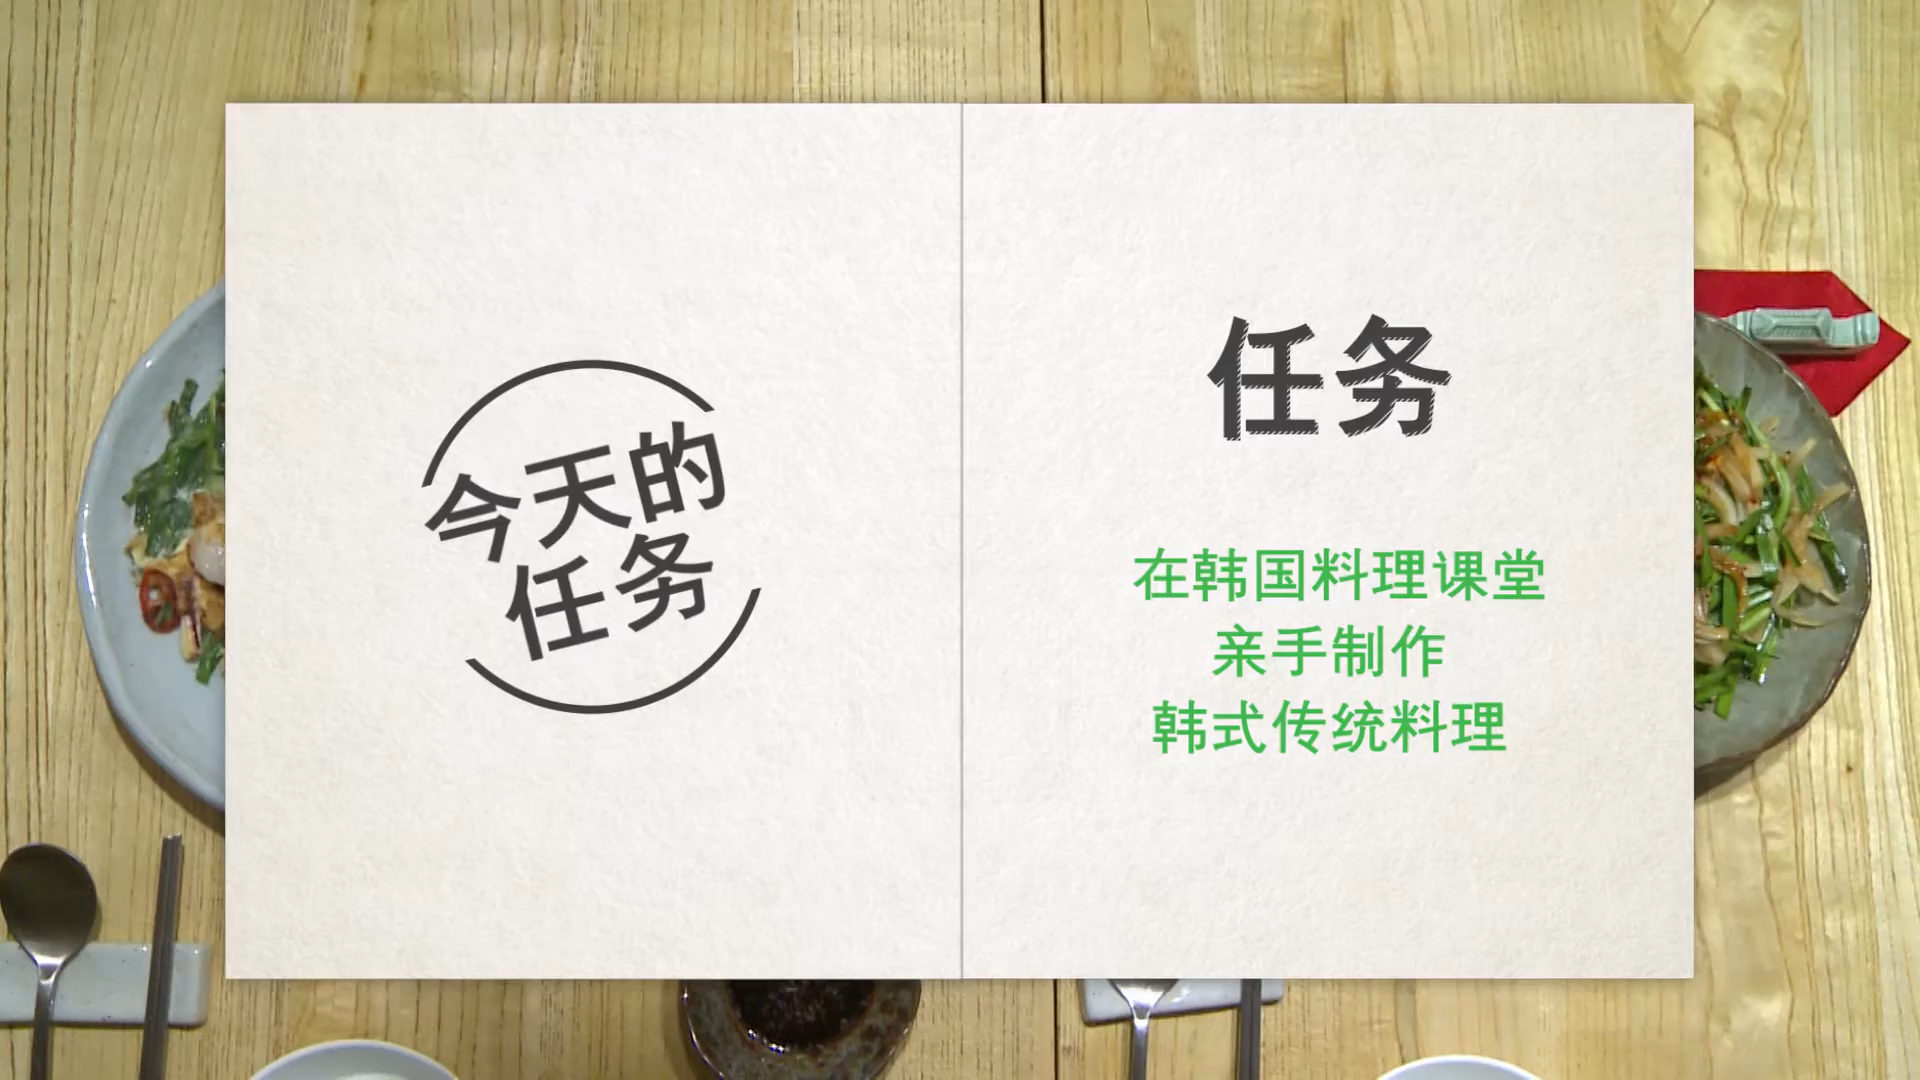 今天的
任务
任务
在韩国料理课堂
亲手制作
韩式传统料理